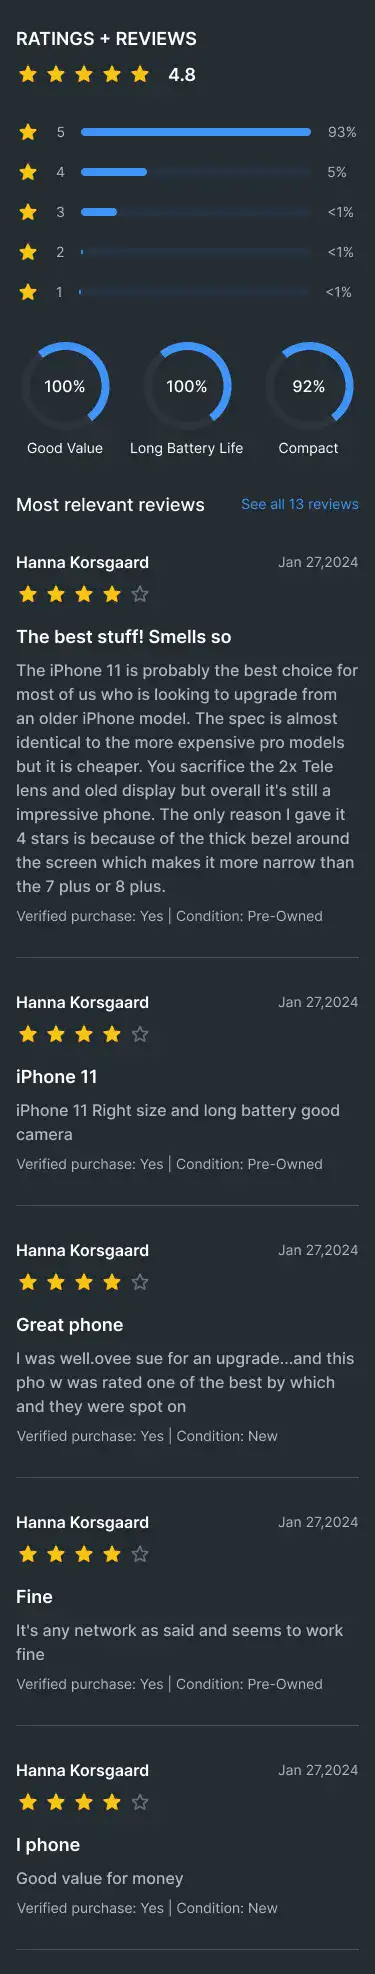 RATINGS + REVIEWS
4.8
5 93%
4 5%
3 <1%
2 <1%
1 <1%
100% 100% 92%
Good Value Long Battery Life Compact
Most relevant reviews See all 13 reviews
Hanna Korsgaard Jan 27,2024
The best stuff! Smells so
The iPhone 11 is probably the best choice for
most of us who is looking to upgrade from
an older iPhone model. The spec is almost
identical to the more expensive pro models
but it is cheaper. You sacrifice the 2x Tele
lens and oled display but overall it's still a
impressive phone. The only reason I gave it
4 stars is because of the thick bezel around
the screen which makes it more narrow than
the 7 plus or 8 plus.
Verified purchase: Yes | Condition: Pre-Owned
Hanna Korsgaard Jan 27,2024
iPhone 11
iPhone 11 Right size and long battery good
camera
Verified purchase: Yes | Condition: Pre-Owned
Hanna Korsgaard Jan 27,2024
Great phone
I was well.ovee sue for an upgrade...and this
pho w was rated one of the best by which
and they were spot on
Verified purchase: Yes | Condition: New
Hanna Korsgaard Jan 27,2024
Fine
It's any network as said and seems to work
fine
Verified purchase: Yes | Condition: Pre-Owned
Hanna Korsgaard Jan 27,2024
I phone
Good value for money
Verified purchase: Yes | Condition: New